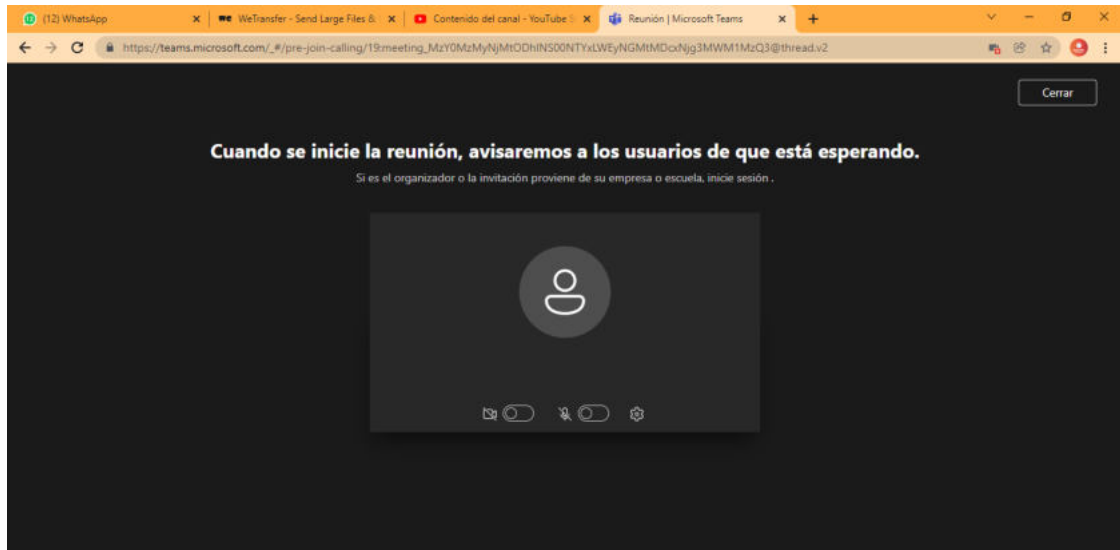 (12) WhatsApp
WeTransfer - Send Large Files &
Contenido del canal - YouTube S
Reunión | Microsoft Teams
https://teams.microsoft.com/_#/pre-join-calling/19:meeting_MzY0MzMyNjMtODhlNS00NTYxLWEyNGMtMDcxNjg3MWM1MzQ3@thread.v2
Cerrar
Cuando se inicie la reunión, avisaremos a los usuarios de que está esperando.
Si es el organizador o la invitación proviene de su empresa o escuela, inicie sesión .